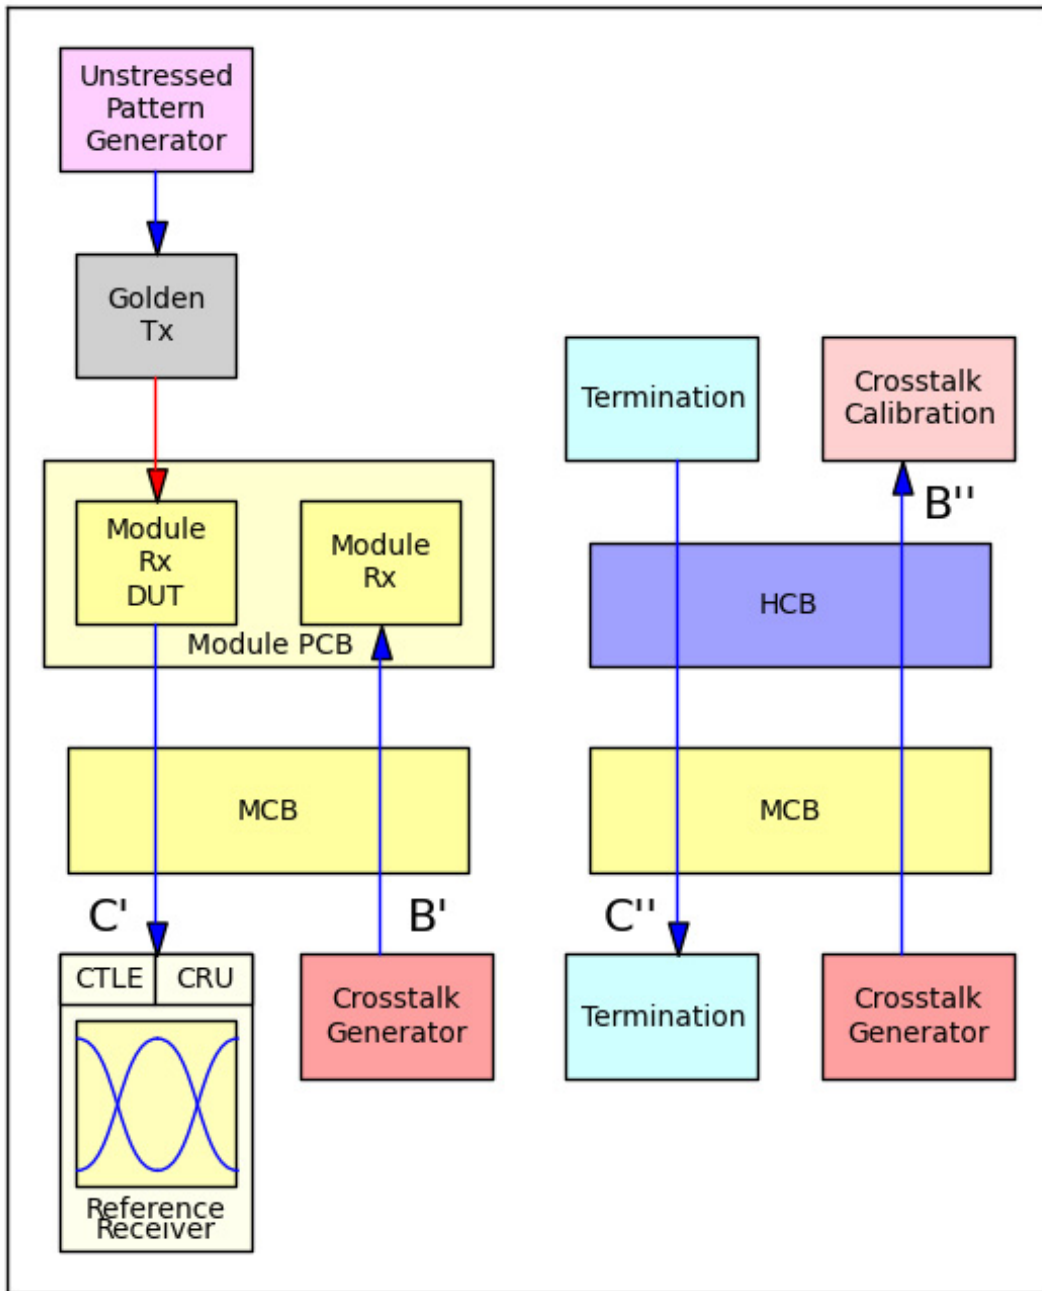 Unstressed
Pattern
Generator
Golden
Tx
Termination
Crosstalk
Calibration
B''
Module
Rx
DUT
Module
Rx
Module PCB
HCB
MCB
MCB
C'
B'
C''
CTLE
CRU
Crosstalk
Generator
Termination
Crosstalk
Generator
Reference
Receiver